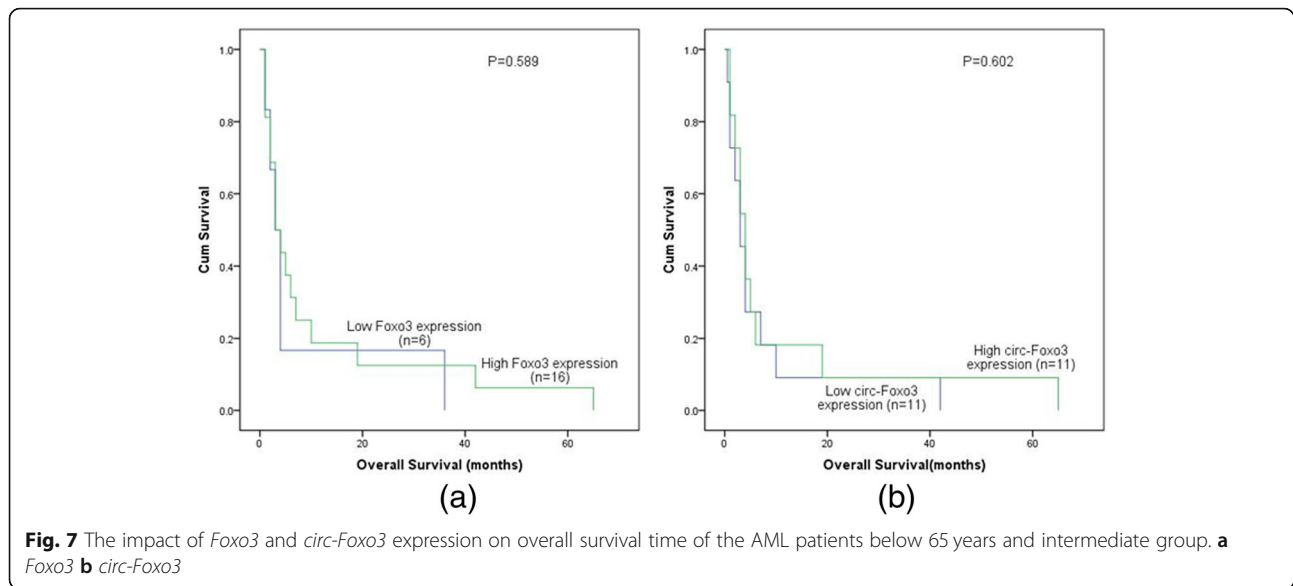 P=0.589
Cum Survival
1.0
0.8
0.6
0.4
0.2
0.0
Low Foxo3 expression
(n=6)
High Foxo3 expression
(n=16)
0 20 40 60
Overall Survival (months)
(a)
P=0.602
Cum Survival
1.0
0.8
0.6
0.4
0.2
0.0
High circ-Foxo3
expression (n=11)
Low circ-Foxo3
expression (n=11)
0 20 40 60
Overall Survival(months)
(b)
Fig. 7 The impact of Foxo3 and circ-Foxo3 expression on overall survival time of the AML patients below 65 years and intermediate group. a
Foxo3 b circ-Foxo3